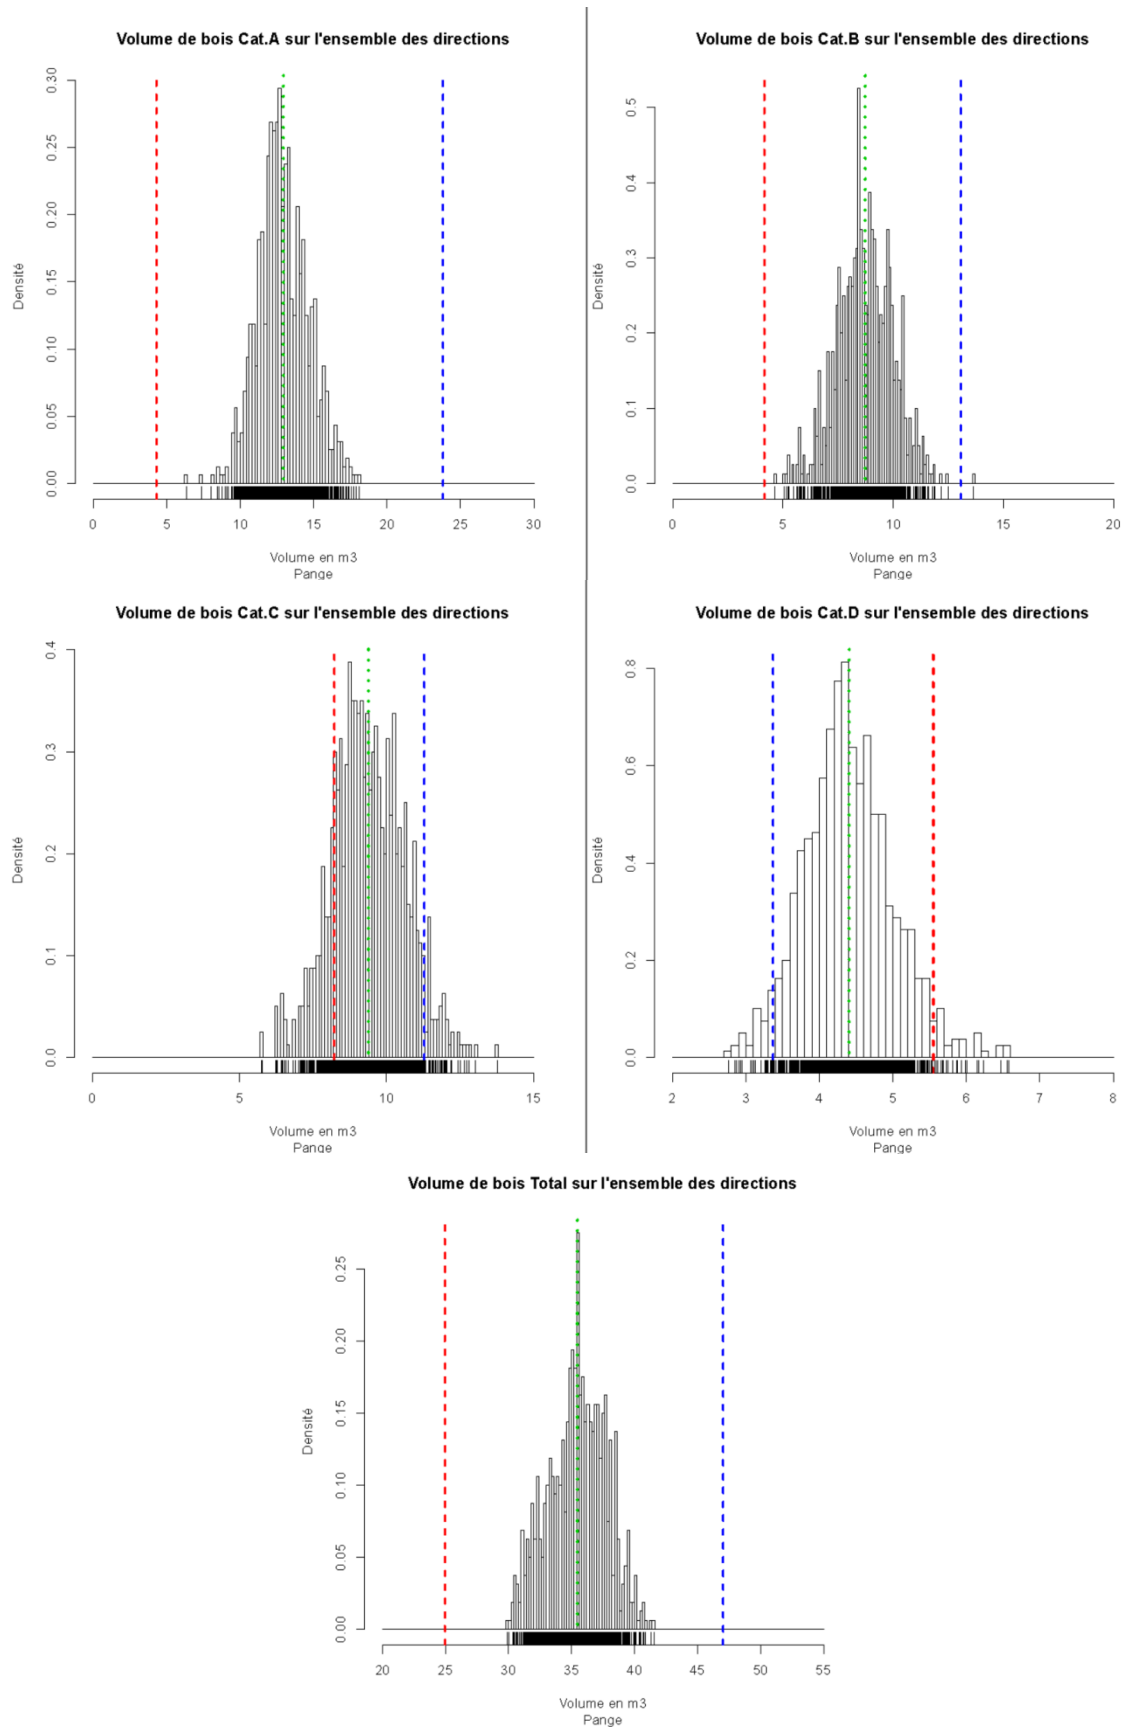 Volume de bois Cat.A sur l'ensemble des directions
Densité
0.00 0.05 0.10 0.15 0.20 0.25 0.30
0 5 10 15 20 25 30
Volume en m3
Pange
Volume de bois Cat.B sur l'ensemble des directions
Densité
0.0 0.1 0.2 0.3 0.4 0.5
0 5 10 15 20
Volume en m3
Pange
Volume de bois Cat.C sur l'ensemble des directions
Densité
0.0 0.1 0.2 0.3 0.4
0 5 10 15
Volume en m3
Pange
Volume de bois Cat.D sur l'ensemble des directions
Densité
0.0 0.2 0.4 0.6 0.8
2 3 4 5 6 7 8
Volume en m3
Pange
Volume de bois Total sur l'ensemble des directions
Densité
0.00 0.05 0.10 0.15 0.20 0.25
20 25 30 35 40 45 50 55
Volume en m3
Pange